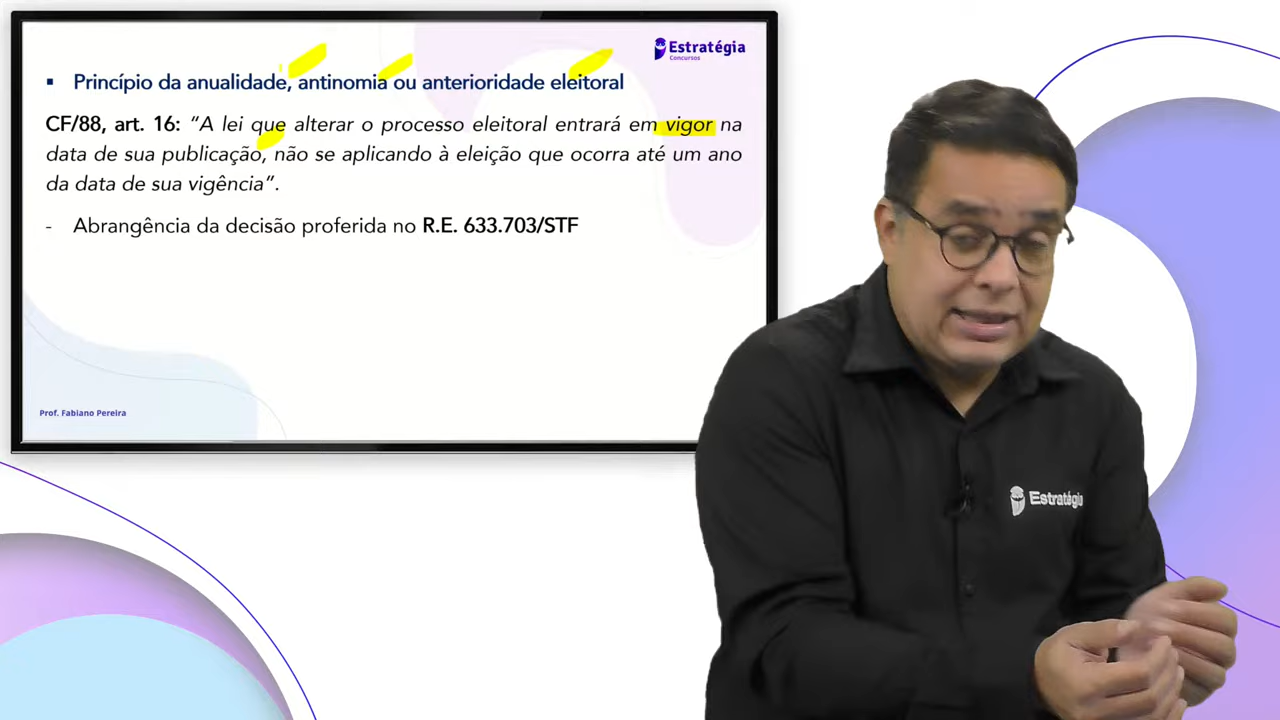 Estratégia
Concursos
▪ Princípio da anualidade, antinomia ou anterioridade eleitoral
CF/88, art. 16: “A lei que alterar o processo eleitoral entrará em vigor na
data de sua publicação, não se aplicando à eleição que ocorra até um ano
da data de sua vigência”.
- Abrangência da decisão proferida no R.E. 633.703/STF
Prof. Fabiano Pereira
Estratégia